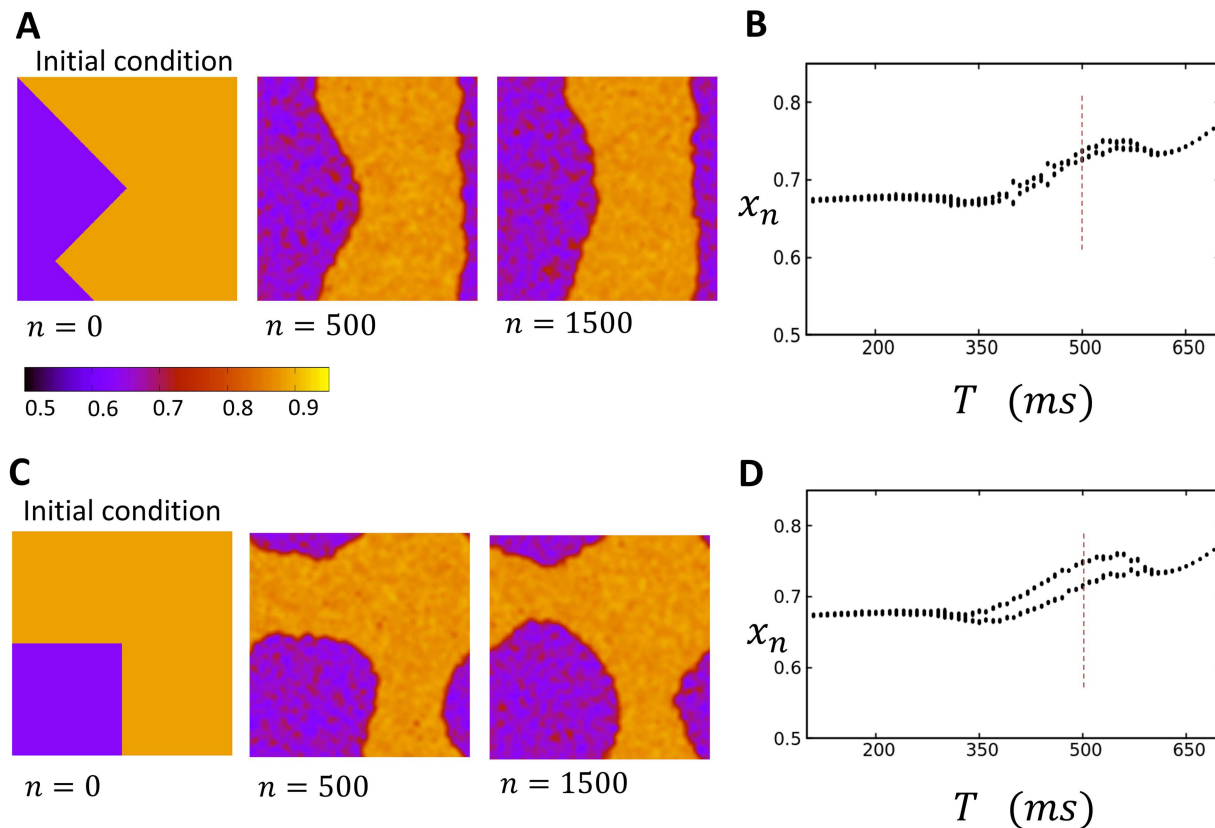 A
Initial condition
n = 0
n = 500
n = 1500
0.5 0.6 0.7 0.8 0.9
B
0.8
0.7
0.6
0.5
xₙ
200 350 500 650
T (ms)
C
Initial condition
n = 0
n = 500
n = 1500
D
0.8
0.7
0.6
0.5
xₙ
200 350 500 650
T (ms)